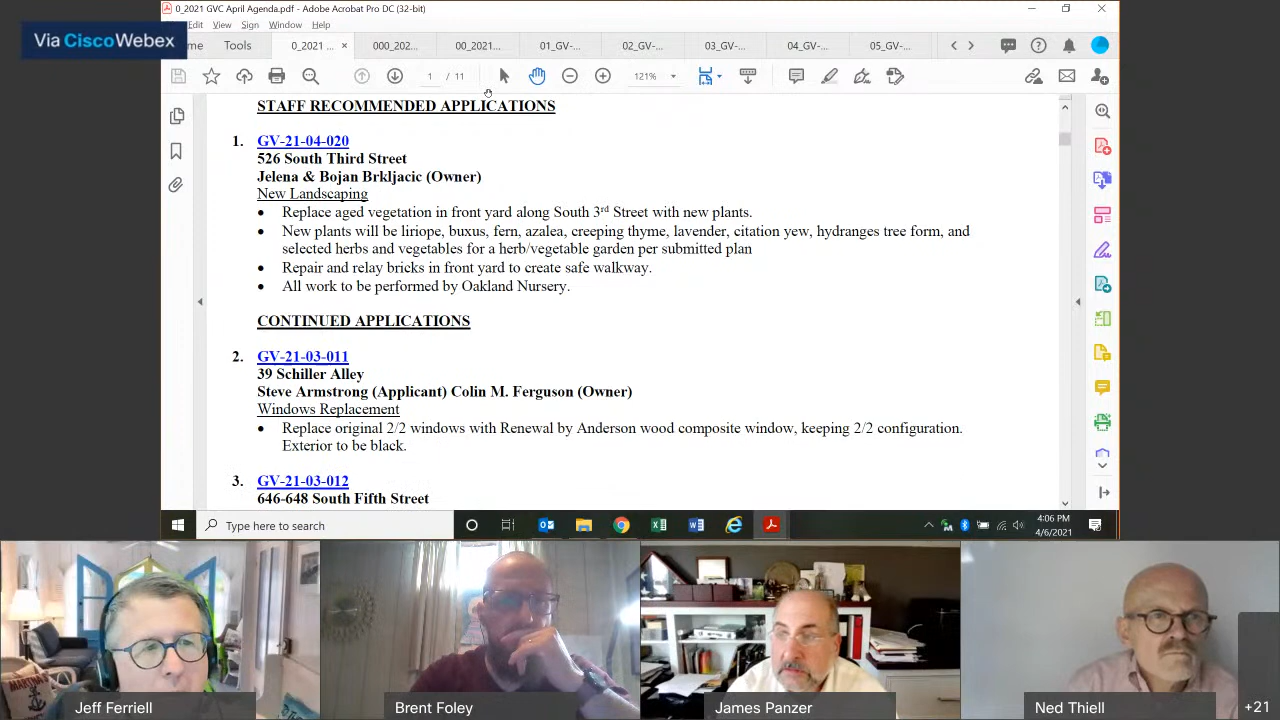 0_2021 GVC April Agenda.pdf - Adobe Acrobat Pro DC (32-bit)
Edit View Sign Window Help
Via Cisco Webex
me Tools 0_2021 ... × 000_202... 00_2021... 01_GV-... 02_GV-... 03_GV-... 04_GV-... 05_GV-...
1 / 11 121%
STAFF RECOMMENDED APPLICATIONS
1. GV-21-04-020
526 South Third Street
Jelena & Bojan Brkljacic (Owner)
New Landscaping
• Replace aged vegetation in front yard along South 3rd Street with new plants.
• New plants will be liriope, buxus, fern, azalea, creeping thyme, lavender, citation yew, hydranges tree form, and
selected herbs and vegetables for a herb/vegetable garden per submitted plan
• Repair and relay bricks in front yard to create safe walkway.
• All work to be performed by Oakland Nursery.
CONTINUED APPLICATIONS
2. GV-21-03-011
39 Schiller Alley
Steve Armstrong (Applicant) Colin M. Ferguson (Owner)
Windows Replacement
• Replace original 2/2 windows with Renewal by Anderson wood composite window, keeping 2/2 configuration.
Exterior to be black.
3. GV-21-03-012
646-648 South Fifth Street
Type here to search
4:06 PM
4/6/2021
Jeff Ferriell
Brent Foley
James Panzer
Ned Thiell
+21